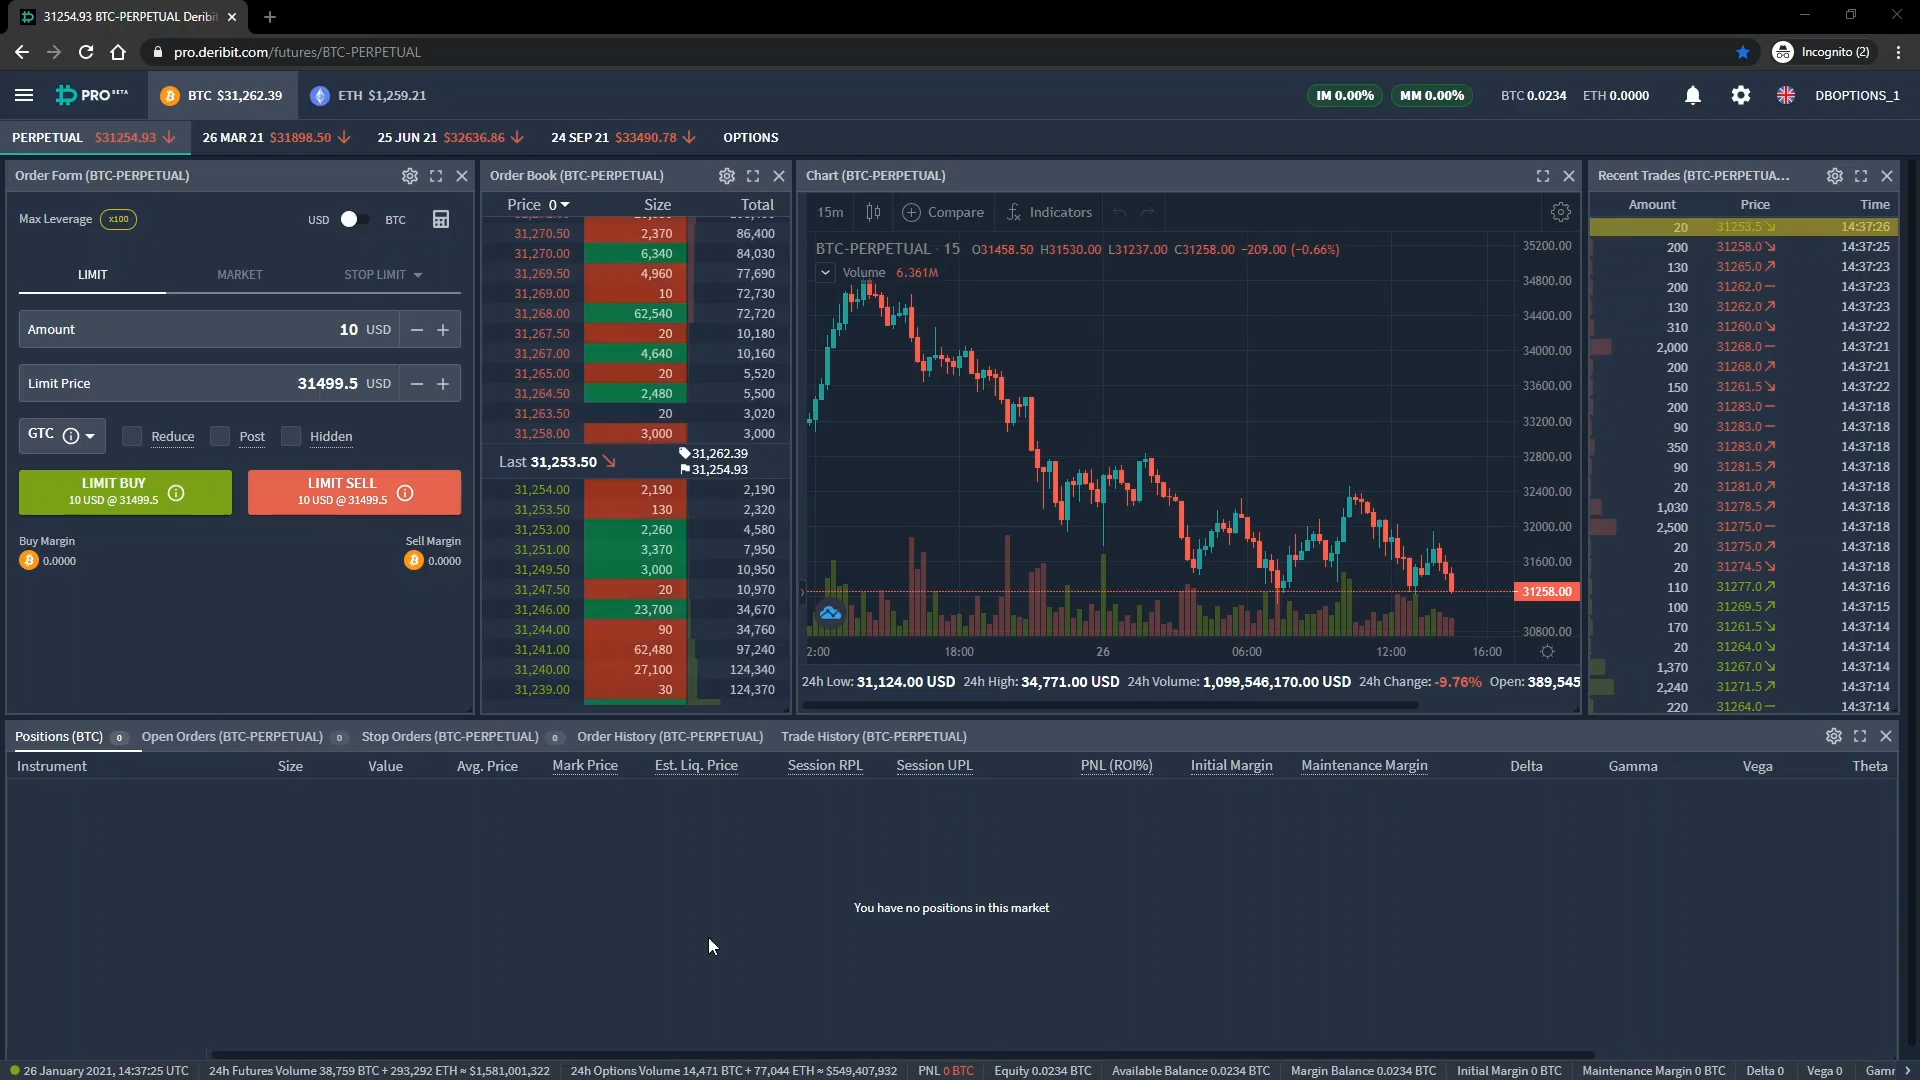 31254.93 BTC-PERPETUAL Deribit
pro.deribit.com/futures/BTC-PERPETUAL
Incognito (2)
PRO BETA
BTC $31,262.39
ETH $1,259.21
IM 0.00%
MM 0.00%
BTC 0.0234
ETH 0.0000
DBOPTIONS_1
PERPETUAL $31254.93
26 MAR 21 $31898.50
25 JUN 21 $32636.86
24 SEP 21 $33490.78
OPTIONS
Order Form (BTC-PERPETUAL)
Max Leverage x100
USD BTC
LIMIT MARKET STOP LIMIT
Amount 10 USD
Limit Price 31499.5 USD
GTC Reduce Post Hidden
LIMIT BUY
10 USD @ 31499.5
LIMIT SELL
10 USD @ 31499.5
Buy Margin
0.0000
Sell Margin
0.0000
Order Book (BTC-PERPETUAL)
Price 0 Size Total
31,270.50 2,370 86,400
31,270.00 6,340 84,030
31,269.50 4,960 77,690
31,269.00 10 72,730
31,268.00 62,540 72,720
31,267.50 20 10,180
31,267.00 4,640 10,160
31,265.00 20 5,520
31,264.50 2,480 5,500
31,263.50 20 3,020
31,258.00 3,000 3,000
Last 31,253.50
31,262.39
31,254.93
31,254.00 2,190 2,190
31,253.50 130 2,320
31,253.00 2,260 4,580
31,251.00 3,370 7,950
31,249.50 3,000 10,950
31,247.50 20 10,970
31,246.00 23,700 34,670
31,244.00 90 34,760
31,241.00 62,480 97,240
31,240.00 27,100 124,340
31,239.00 30 124,370
Chart (BTC-PERPETUAL)
15m Compare Indicators
BTC-PERPETUAL · 15 O31458.50 H31530.00 L31237.00 C31258.00 −209.00 (−0.66%)
Volume 6.361M
35200.00
34800.00
34400.00
34000.00
33600.00
33200.00
32800.00
32400.00
32000.00
31600.00
31258.00
30800.00
2:00 18:00 26 06:00 12:00 16:00
24h Low: 31,124.00 USD 24h High: 34,771.00 USD 24h Volume: 1,099,546,170.00 USD 24h Change: -9.76% Open: 389,545
Recent Trades (BTC-PERPETUA...
Amount Price Time
20 31253.5 14:37:26
200 31258.0 14:37:25
130 31265.0 14:37:23
200 31262.0 14:37:23
130 31262.0 14:37:23
310 31260.0 14:37:22
2,000 31268.0 14:37:21
200 31268.0 14:37:21
150 31261.5 14:37:22
200 31283.0 14:37:18
90 31283.0 14:37:18
350 31283.0 14:37:18
90 31281.5 14:37:18
20 31281.0 14:37:18
1,030 31278.5 14:37:18
2,500 31275.0 14:37:18
20 31275.0 14:37:18
20 31274.5 14:37:18
110 31277.0 14:37:16
100 31269.5 14:37:15
170 31261.5 14:37:14
20 31264.0 14:37:14
1,370 31267.0 14:37:14
2,240 31271.5 14:37:14
220 31264.0 14:37:14
Positions (BTC) 0 Open Orders (BTC-PERPETUAL) 0 Stop Orders (BTC-PERPETUAL) 0 Order History (BTC-PERPETUAL) Trade History (BTC-PERPETUAL)
Instrument Size Value Avg. Price Mark Price Est. Liq. Price Session RPL Session UPL PNL (ROI%) Initial Margin Maintenance Margin Delta Gamma Vega Theta
You have no positions in this market
26 January 2021, 14:37:25 UTC 24h Futures Volume 38,759 BTC + 293,292 ETH ≈ $1,581,001,322 24h Options Volume 14,471 BTC + 77,044 ETH ≈ $549,407,932 PNL 0 BTC Equity 0.0234 BTC Available Balance 0.0234 BTC Margin Balance 0.0234 BTC Initial Margin 0 BTC Maintenance Margin 0 BTC Delta 0 Vega 0 Gamm